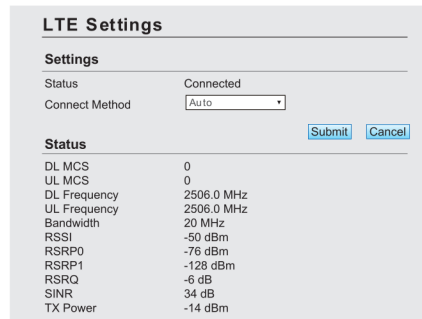 LTE Settings
Settings
Status Connected
Connect Method Auto
Submit Cancel
Status
DL MCS 0
UL MCS 0
DL Frequency 2506.0 MHz
UL Frequency 2506.0 MHz
Bandwidth 20 MHz
RSSI -50 dBm
RSRP0 -76 dBm
RSRP1 -128 dBm
RSRQ -6 dB
SINR 34 dB
TX Power -14 dBm